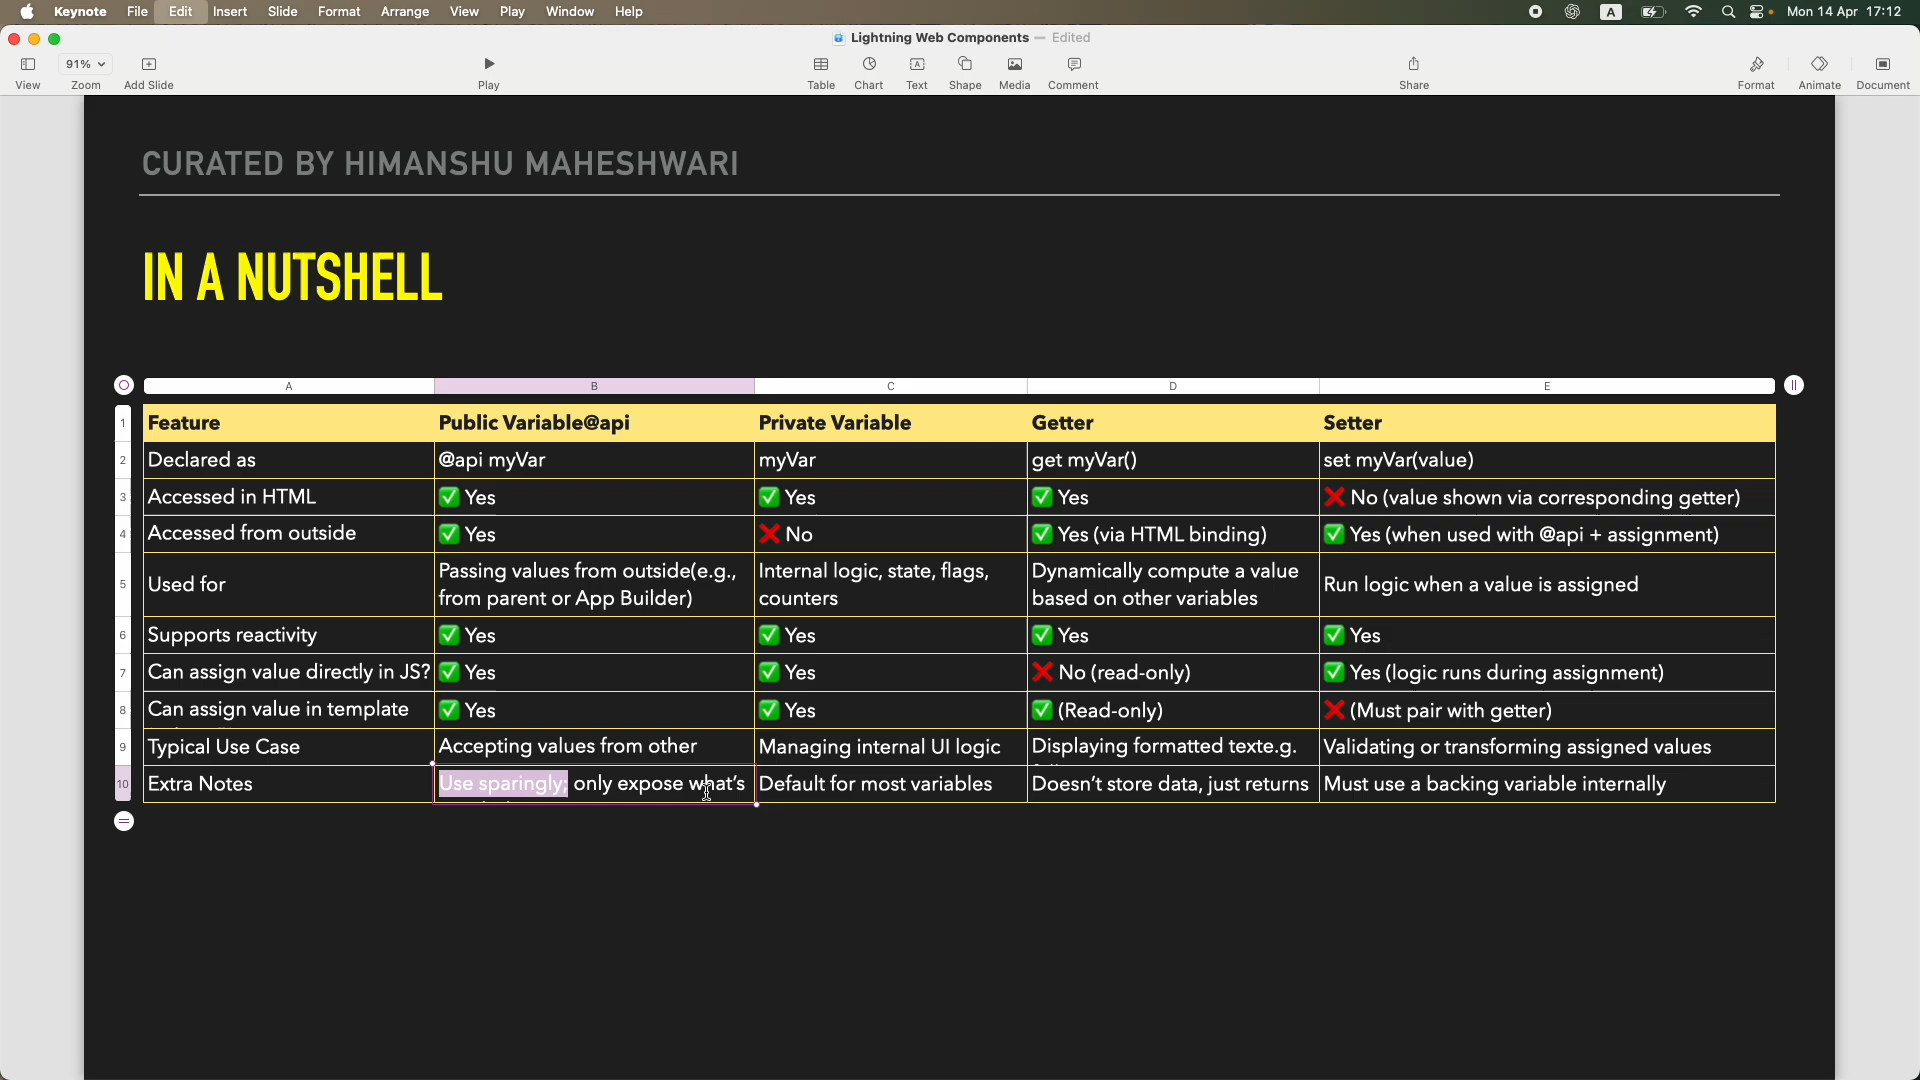 Keynote File Edit Insert Slide Format Arrange View Play Window Help
A Mon 14 Apr 17:12
Lightning Web Components — Edited
91%
View Zoom Add Slide Play Table Chart Text Shape Media Comment Share Format Animate Document
CURATED BY HIMANSHU MAHESHWARI
IN A NUTSHELL
A B C D E
1 Feature Public Variable@api Private Variable Getter Setter
2 Declared as @api myVar myVar get myVar() set myVar(value)
3 Accessed in HTML ✅ Yes ✅ Yes ✅ Yes ❌ No (value shown via corresponding getter)
4 Accessed from outside ✅ Yes ❌ No ✅ Yes (via HTML binding) ✅ Yes (when used with @api + assignment)
5 Used for Passing values from outside(e.g., from parent or App Builder) Internal logic, state, flags, counters Dynamically compute a value based on other variables Run logic when a value is assigned
6 Supports reactivity ✅ Yes ✅ Yes ✅ Yes ✅ Yes
7 Can assign value directly in JS? ✅ Yes ✅ Yes ❌ No (read-only) ✅ Yes (logic runs during assignment)
8 Can assign value in template ✅ Yes ✅ Yes ✅ (Read-only) ❌ (Must pair with getter)
9 Typical Use Case Accepting values from other Managing internal UI logic Displaying formatted texte.g. Validating or transforming assigned values
10 Extra Notes Use sparingly; only expose what's Default for most variables Doesn't store data, just returns Must use a backing variable internally